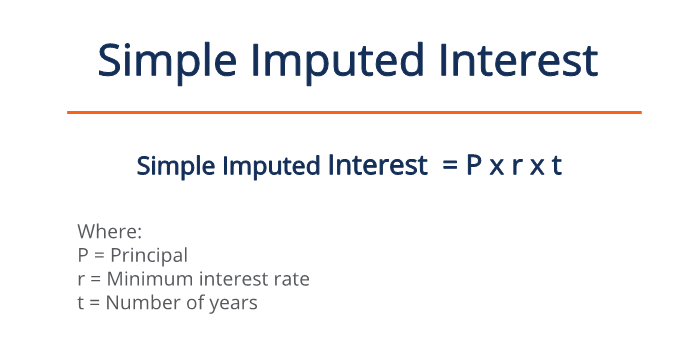 Simple Imputed Interest
Simple Imputed Interest = P x r x t
Where:
P = Principal
r = Minimum interest rate
t = Number of years